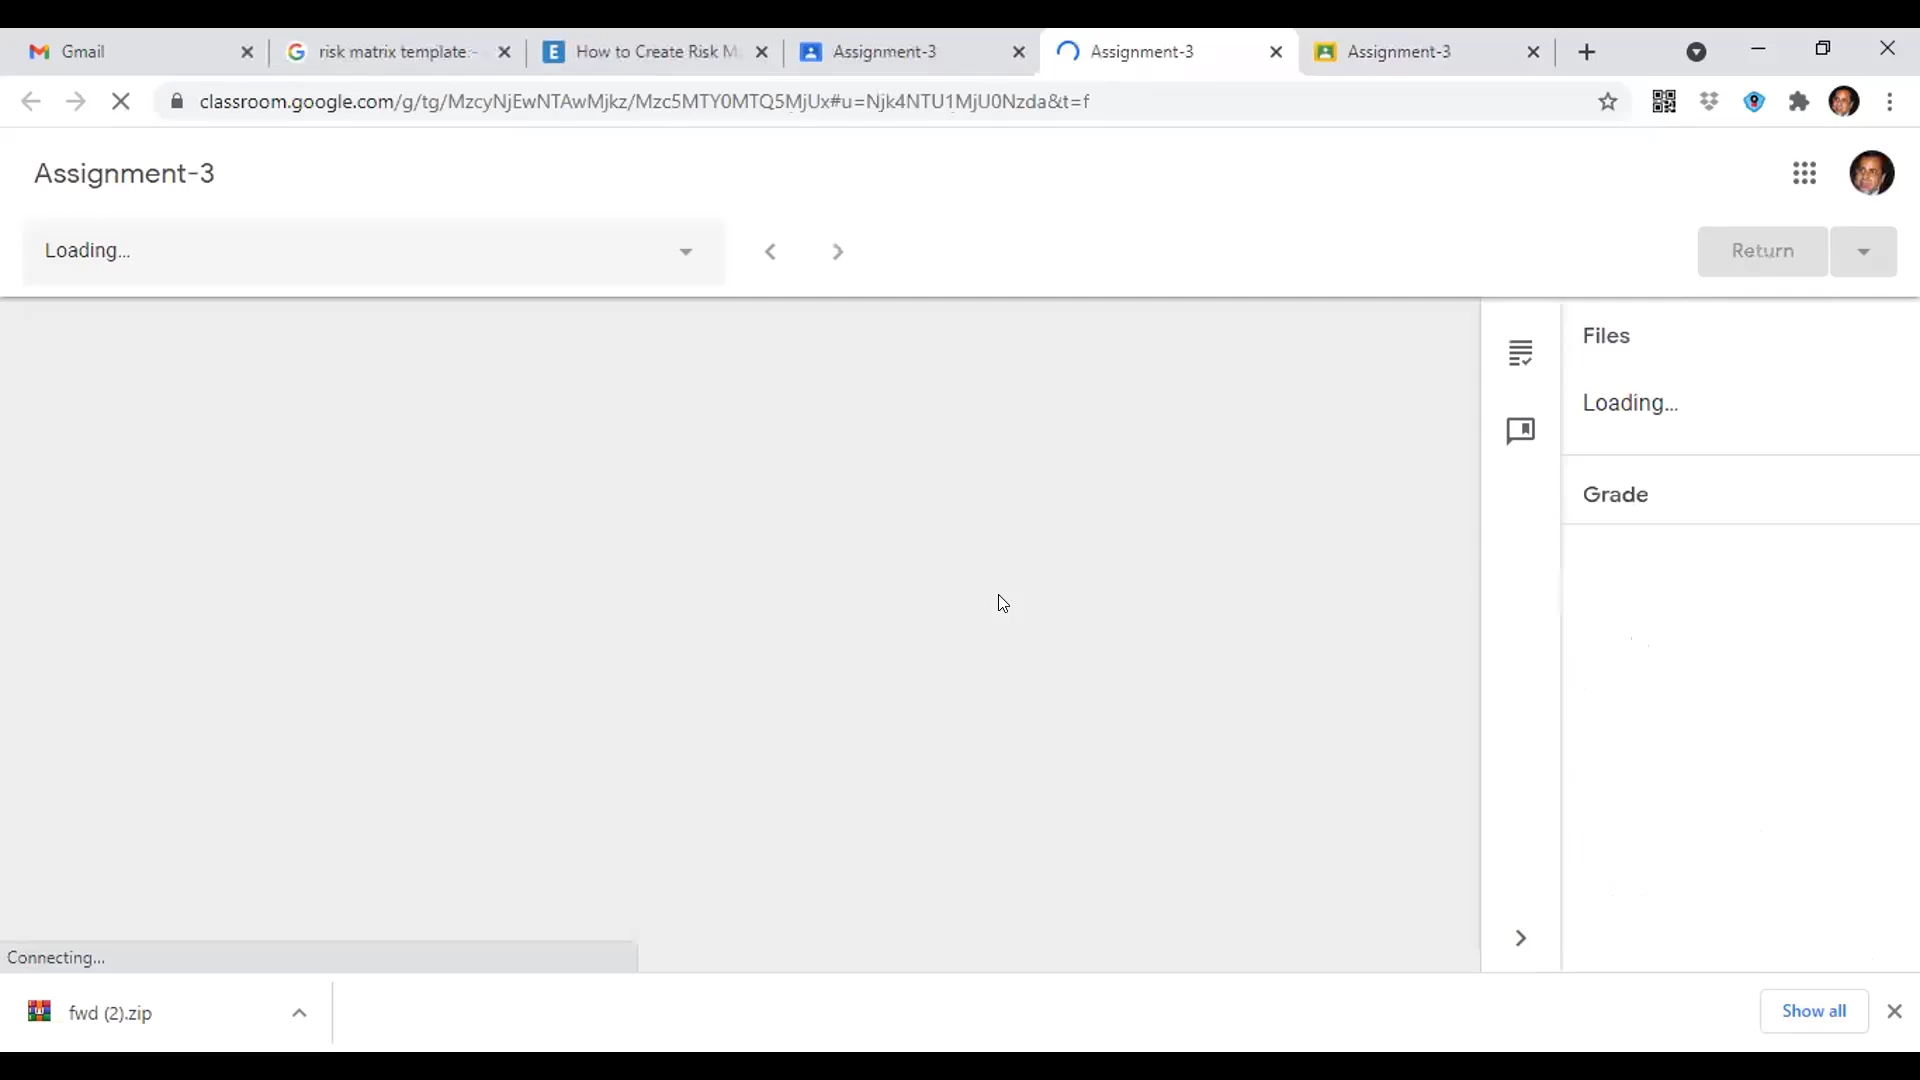 Gmail
risk matrix template -
How to Create Risk M
Assignment-3
Assignment-3
Assignment-3
classroom.google.com/g/tg/MzcyNjEwNTAwMjkz/Mzc5MTY0MTQ5MjUx#u=Njk4NTU1MjU0Nzda&t=f
Assignment-3
Loading...
Return
Files
Loading...
Grade
Connecting...
fwd (2).zip
Show all